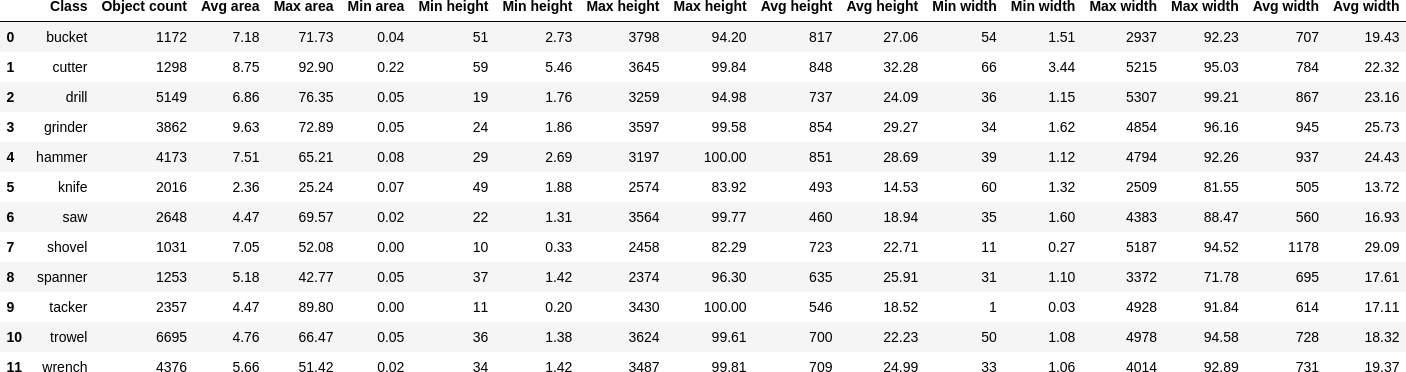 Class Object count Avg area Max area Min area Min height Min height Max height Max height Avg height Avg height Min width Min width Max width Max width Avg width Avg width
0 bucket 1172 7.18 71.73 0.04 51 2.73 3798 94.20 817 27.06 54 1.51 2937 92.23 707 19.43
1 cutter 1298 8.75 92.90 0.22 59 5.46 3645 99.84 848 32.28 66 3.44 5215 95.03 784 22.32
2 drill 5149 6.86 76.35 0.05 19 1.76 3259 94.98 737 24.09 36 1.15 5307 99.21 867 23.16
3 grinder 3862 9.63 72.89 0.05 24 1.86 3597 99.58 854 29.27 34 1.62 4854 96.16 945 25.73
4 hammer 4173 7.51 65.21 0.08 29 2.69 3197 100.00 851 28.69 39 1.12 4794 92.26 937 24.43
5 knife 2016 2.36 25.24 0.07 49 1.88 2574 83.92 493 14.53 60 1.32 2509 81.55 505 13.72
6 saw 2648 4.47 69.57 0.02 22 1.31 3564 99.77 460 18.94 35 1.60 4383 88.47 560 16.93
7 shovel 1031 7.05 52.08 0.00 10 0.33 2458 82.29 723 22.71 11 0.27 5187 94.52 1178 29.09
8 spanner 1253 5.18 42.77 0.05 37 1.42 2374 96.30 635 25.91 31 1.10 3372 71.78 695 17.61
9 tacker 2357 4.47 89.80 0.00 11 0.20 3430 100.00 546 18.52 1 0.03 4928 91.84 614 17.11
10 trowel 6695 4.76 66.47 0.05 36 1.38 3624 99.61 700 22.23 50 1.08 4978 94.58 728 18.32
11 wrench 4376 5.66 51.42 0.02 34 1.42 3487 99.81 709 24.99 33 1.06 4014 92.89 731 19.37